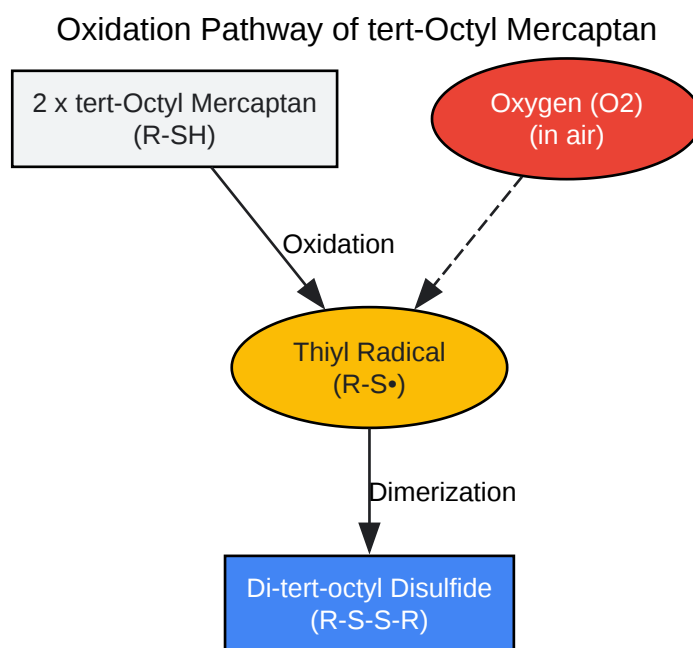 Oxidation Pathway of tert-Octyl Mercaptan
2 x tert-Octyl Mercaptan
(R-SH)
Oxygen (O2)
(in air)
Oxidation
Thiyl Radical
(R-S•)
Dimerization
Di-tert-octyl Disulfide
(R-S-S-R)